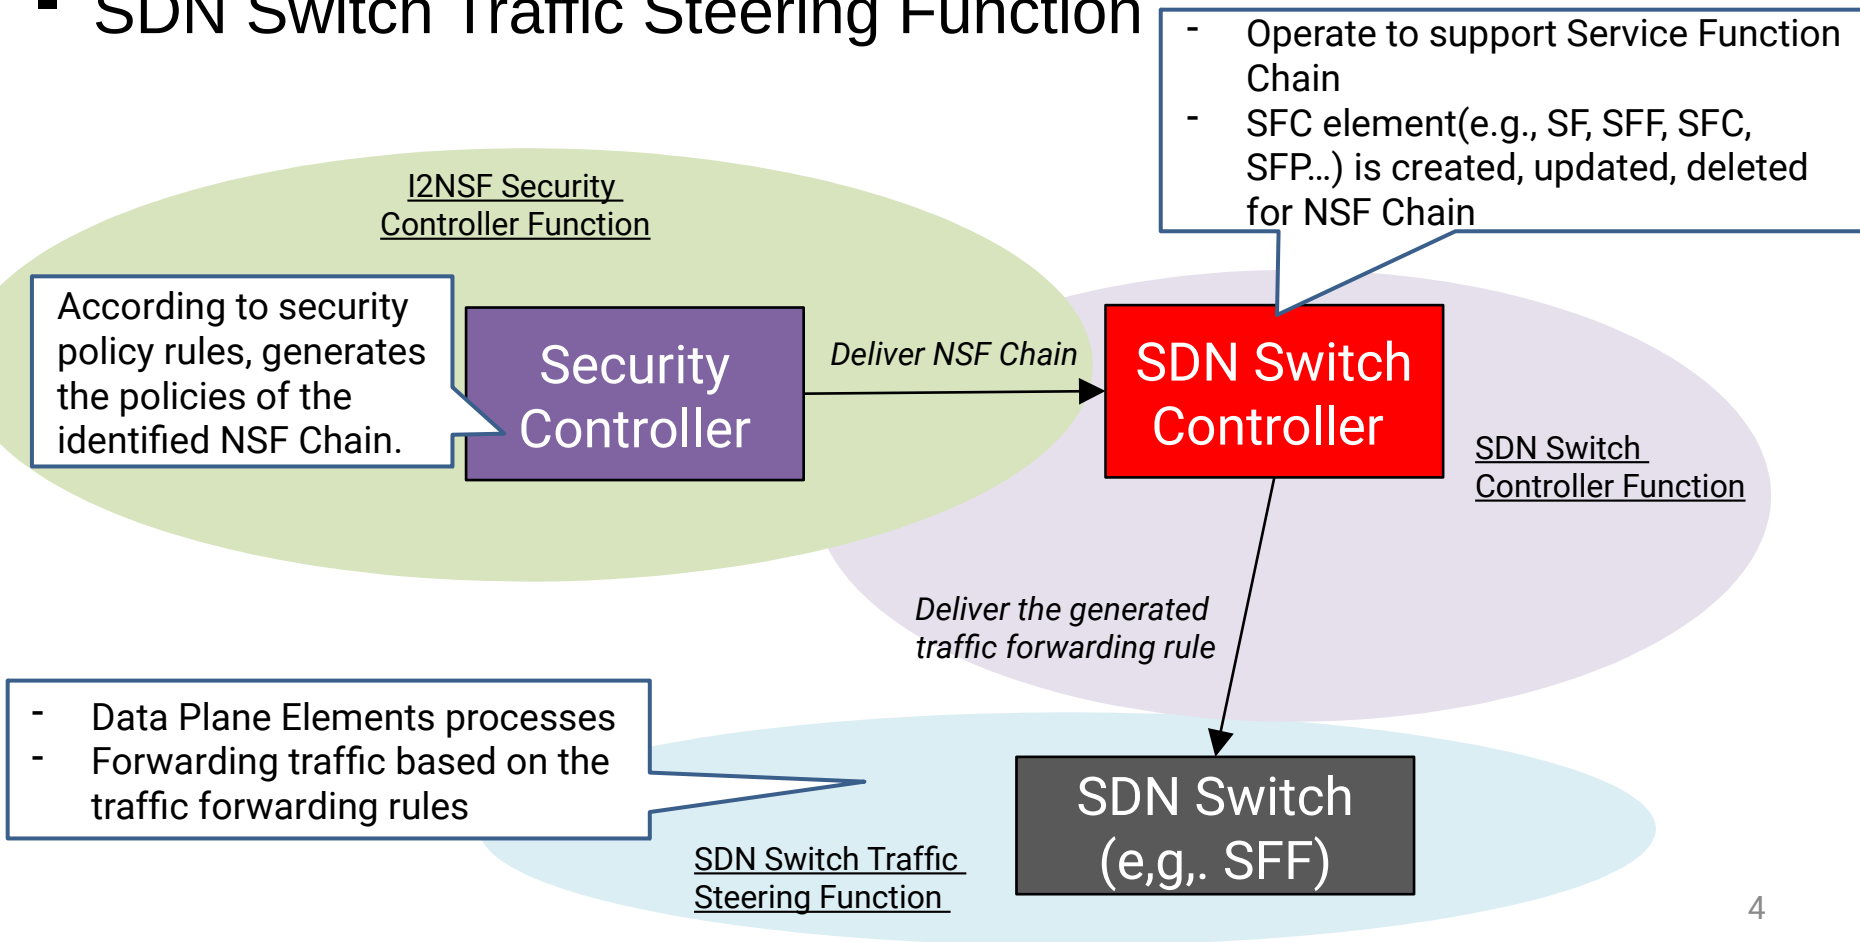 ▪ SDN Switch Traffic Steering Function
- Operate to support Service Function
Chain
- SFC element(e.g., SF, SFF, SFC,
SFP...) is created, updated, deleted
for NSF Chain
I2NSF Security
Controller Function
According to security
policy rules, generates
the policies of the
identified NSF Chain.
Security
Controller
Deliver NSF Chain
SDN Switch
Controller
SDN Switch
Controller Function
Deliver the generated
traffic forwarding rule
- Data Plane Elements processes
- Forwarding traffic based on the
traffic forwarding rules
SDN Switch
(e,g,. SFF)
SDN Switch Traffic
Steering Function
4